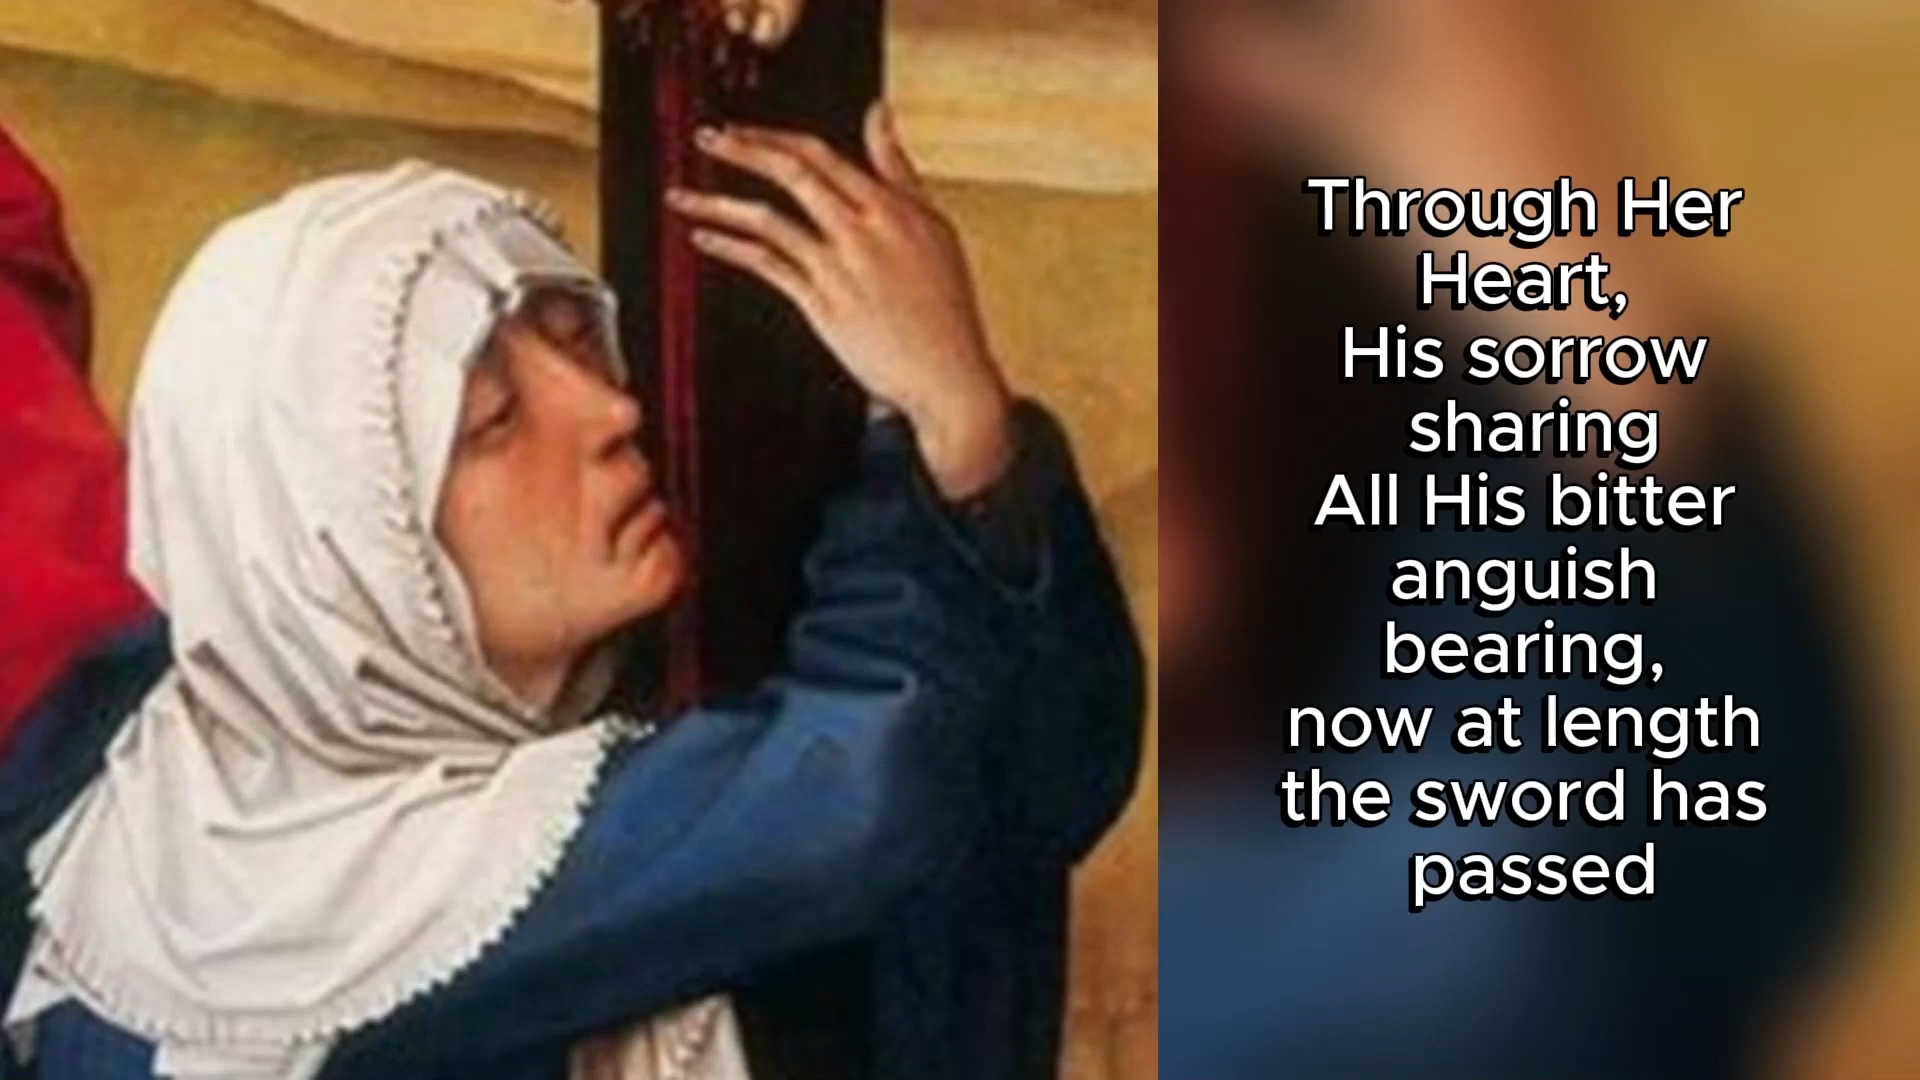 Through Her
Heart,
His sorrow
sharing
All His bitter
anguish
bearing,
now at length
the sword has
passed